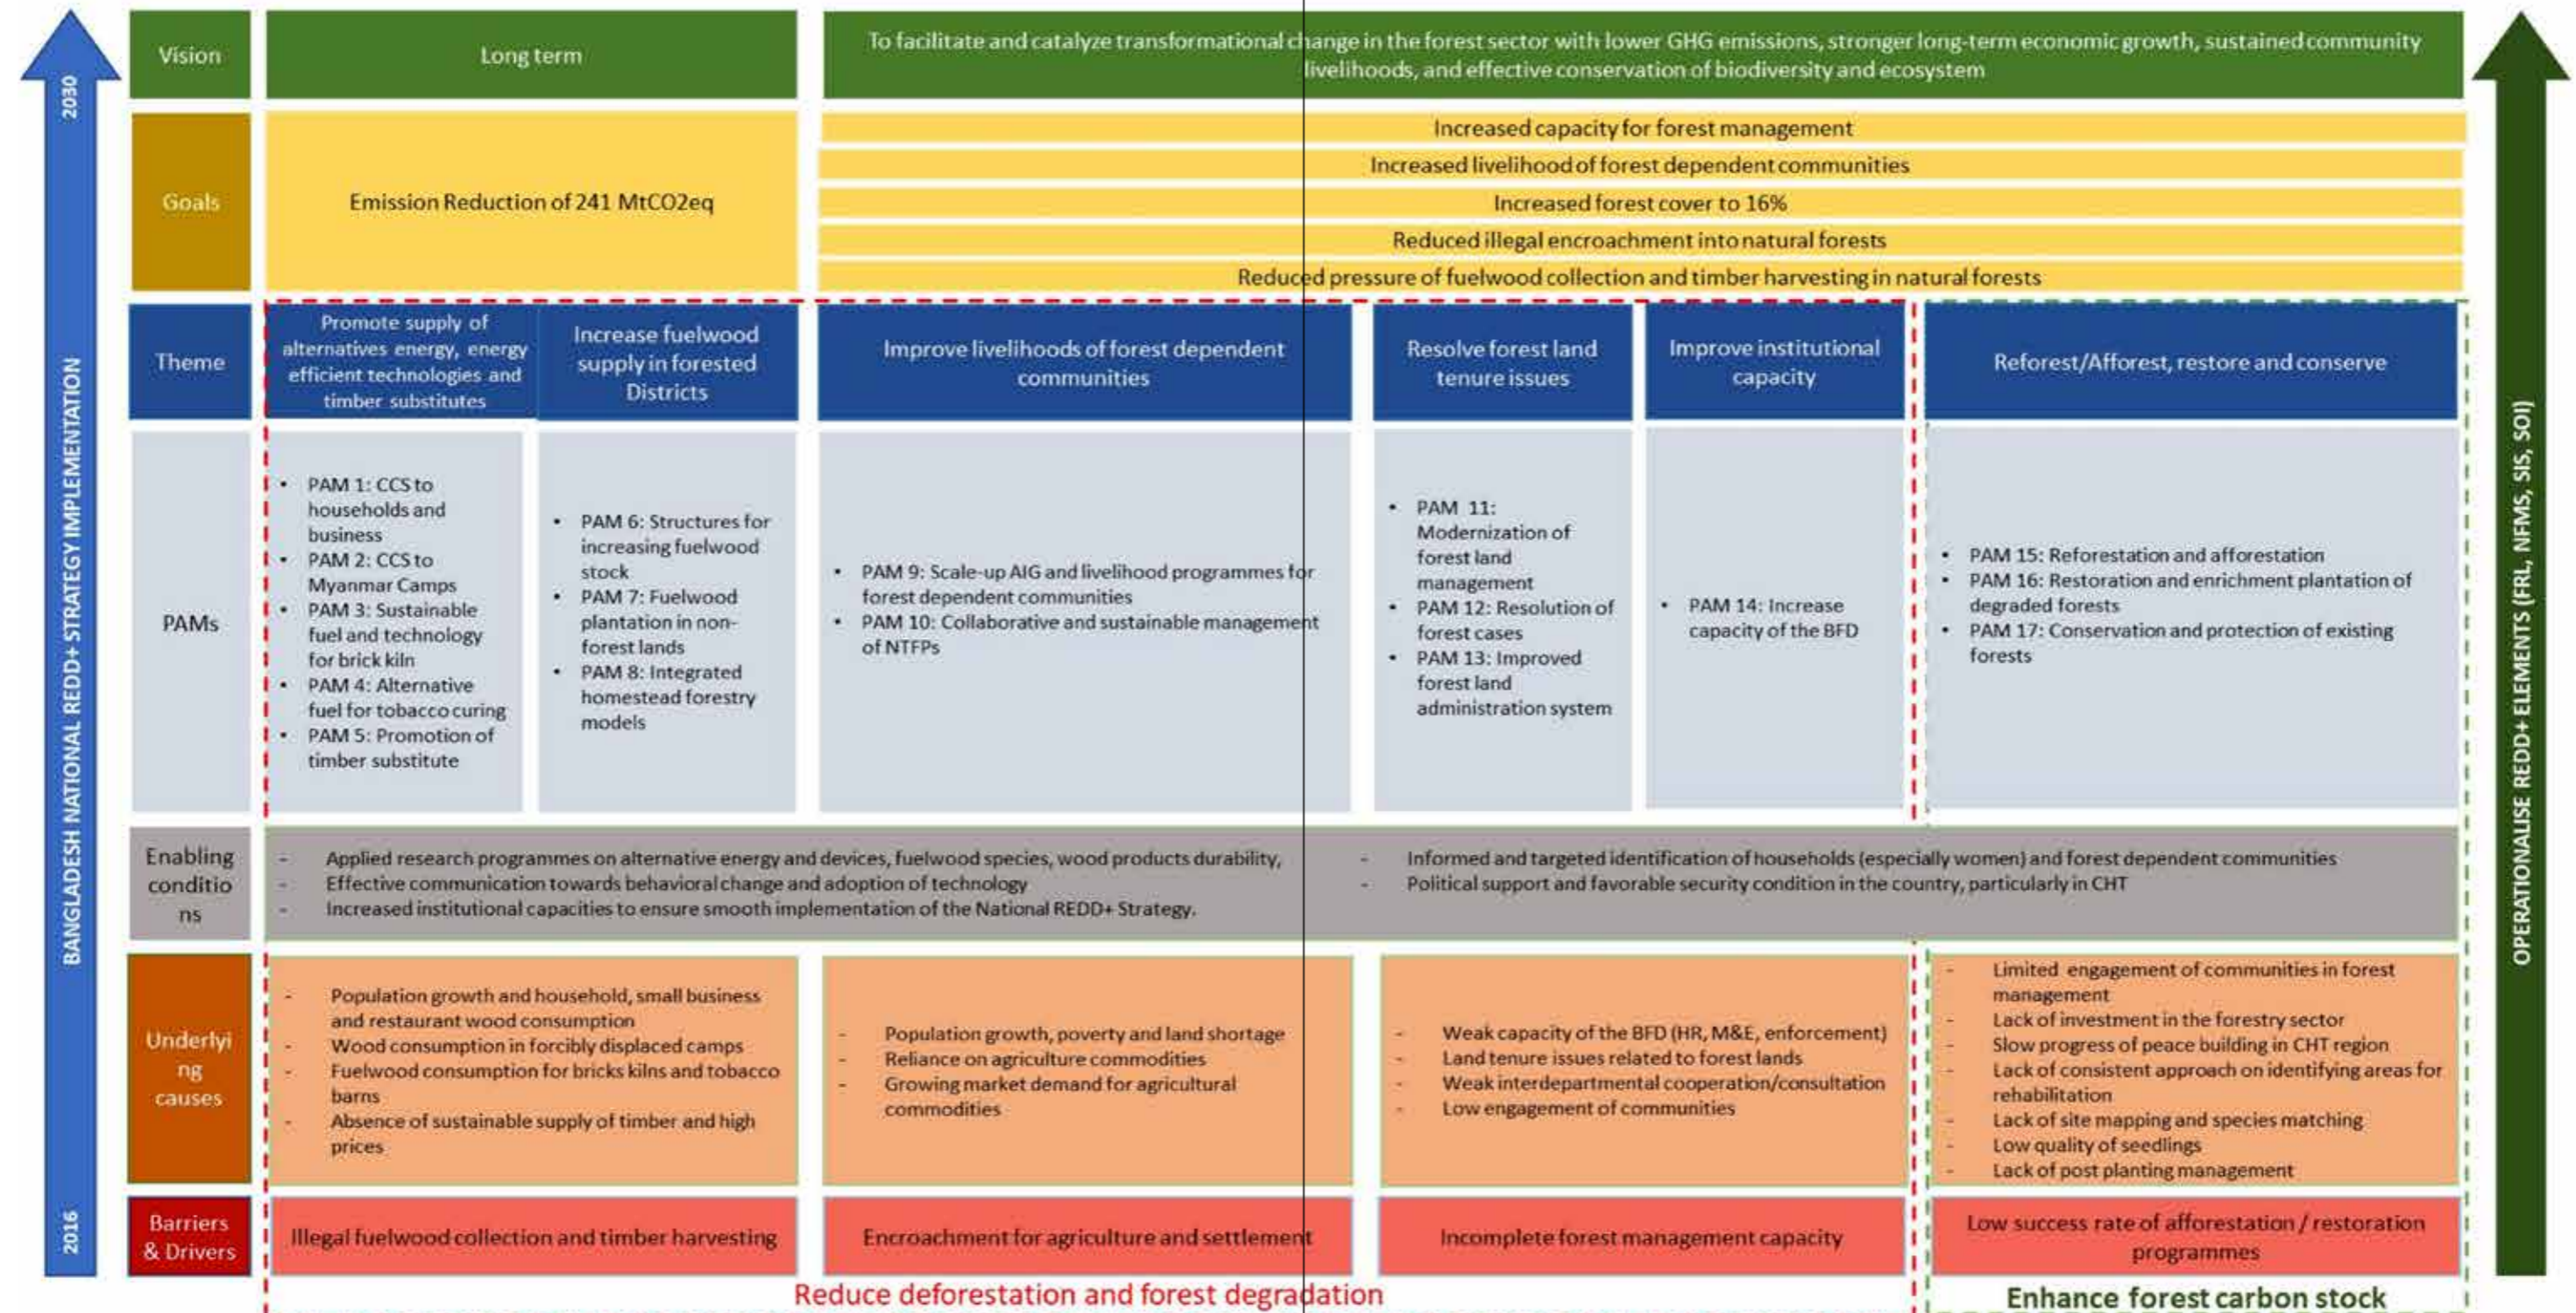 2030
BANGLADESH NATIONAL REDD+ STRATEGY IMPLEMENTATION
2016
Vision
Long term
To facilitate and catalyze transformational change in the forest sector with lower GHG emissions, stronger long-term economic growth, sustained community
livelihoods, and effective conservation of biodiversity and ecosystem
Goals
Emission Reduction of 241 MtCO2eq
Increased capacity for forest management
Increased livelihood of forest dependent communities
Increased forest cover to 16%
Reduced illegal encroachment into natural forests
Reduced pressure of fuelwood collection and timber harvesting in natural forests
Theme
Promote supply of
alternatives energy, energy
efficient technologies and
timber substitutes
Increase fuelwood
supply in forested
Districts
Improve livelihoods of forest dependent
communities
Resolve forest land
tenure issues
Improve institutional
capacity
Reforest/Afforest, restore and conserve
PAMs
• PAM 1: CCS to
households and
business
• PAM 2: CCS to
Myanmar Camps
• PAM 3: Sustainable
fuel and technology
for brick kiln
• PAM 4: Alternative
fuel for tobacco curing
• PAM 5: Promotion of
timber substitute
• PAM 6: Structures for
increasing fuelwood
stock
• PAM 7: Fuelwood
plantation in non-
forest lands
• PAM 8: Integrated
homestead forestry
models
• PAM 9: Scale-up AIG and livelihood programmes for
forest dependent communities
• PAM 10: Collaborative and sustainable management
of NTFPs
• PAM 11:
Modernization of
forest land
management
• PAM 12: Resolution of
forest cases
• PAM 13: Improved
forest land
administration system
• PAM 14: Increase
capacity of the BFD
• PAM 15: Reforestation and afforestation
• PAM 16: Restoration and enrichment plantation of
degraded forests
• PAM 17: Conservation and protection of existing
forests
Enabling
conditio
ns
- Applied research programmes on alternative energy and devices, fuelwood species, wood products durability,
- Effective communication towards behavioral change and adoption of technology
- Increased institutional capacities to ensure smooth implementation of the National REDD+ Strategy.
- Informed and targeted identification of households (especially women) and forest dependent communities
- Political support and favorable security condition in the country, particularly in CHT
Underlyi
ng
causes
- Population growth and household, small business
and restaurant wood consumption
- Wood consumption in forcibly displaced camps
- Fuelwood consumption for bricks kilns and tobacco
barns
- Absence of sustainable supply of timber and high
prices
- Population growth, poverty and land shortage
- Reliance on agriculture commodities
- Growing market demand for agricultural
commodities
- Weak capacity of the BFD (HR, M&E, enforcement)
- Land tenure issues related to forest lands
- Weak interdepartmental cooperation/consultation
- Low engagement of communities
- Limited engagement of communities in forest
management
- Lack of investment in the forestry sector
- Slow progress of peace building in CHT region
- Lack of consistent approach on identifying areas for
rehabilitation
- Lack of site mapping and species matching
- Low quality of seedlings
- Lack of post planting management
Barriers
& Drivers
Illegal fuelwood collection and timber harvesting
Encroachment for agriculture and settlement
Incomplete forest management capacity
Low success rate of afforestation / restoration
programmes
Reduce deforestation and forest degradation
Enhance forest carbon stock
OPERATIONALISE REDD+ ELEMENTS (FRL, NFMS, SIS, SOI)